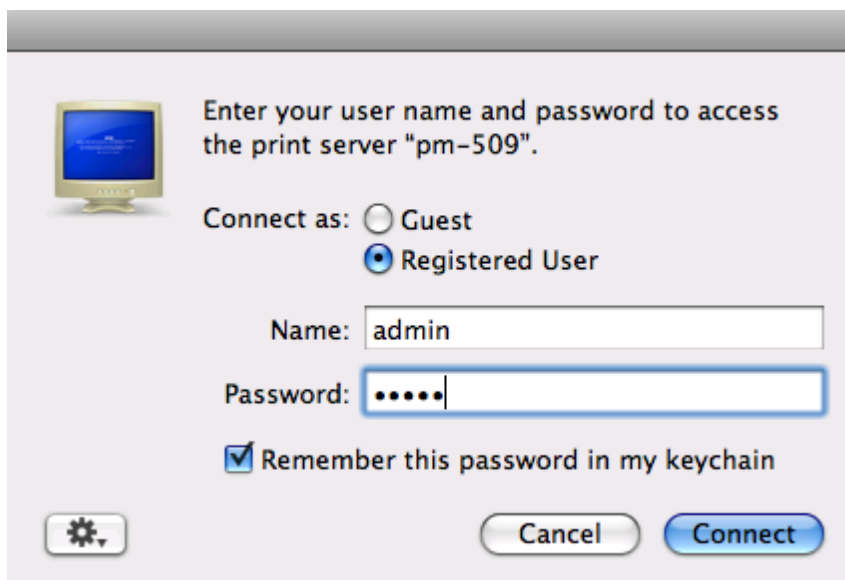 Enter your user name and password to access
the print server “pm-509”.
Connect as: Guest
Registered User
Name: admin
Password: •••••
Remember this password in my keychain
Cancel Connect